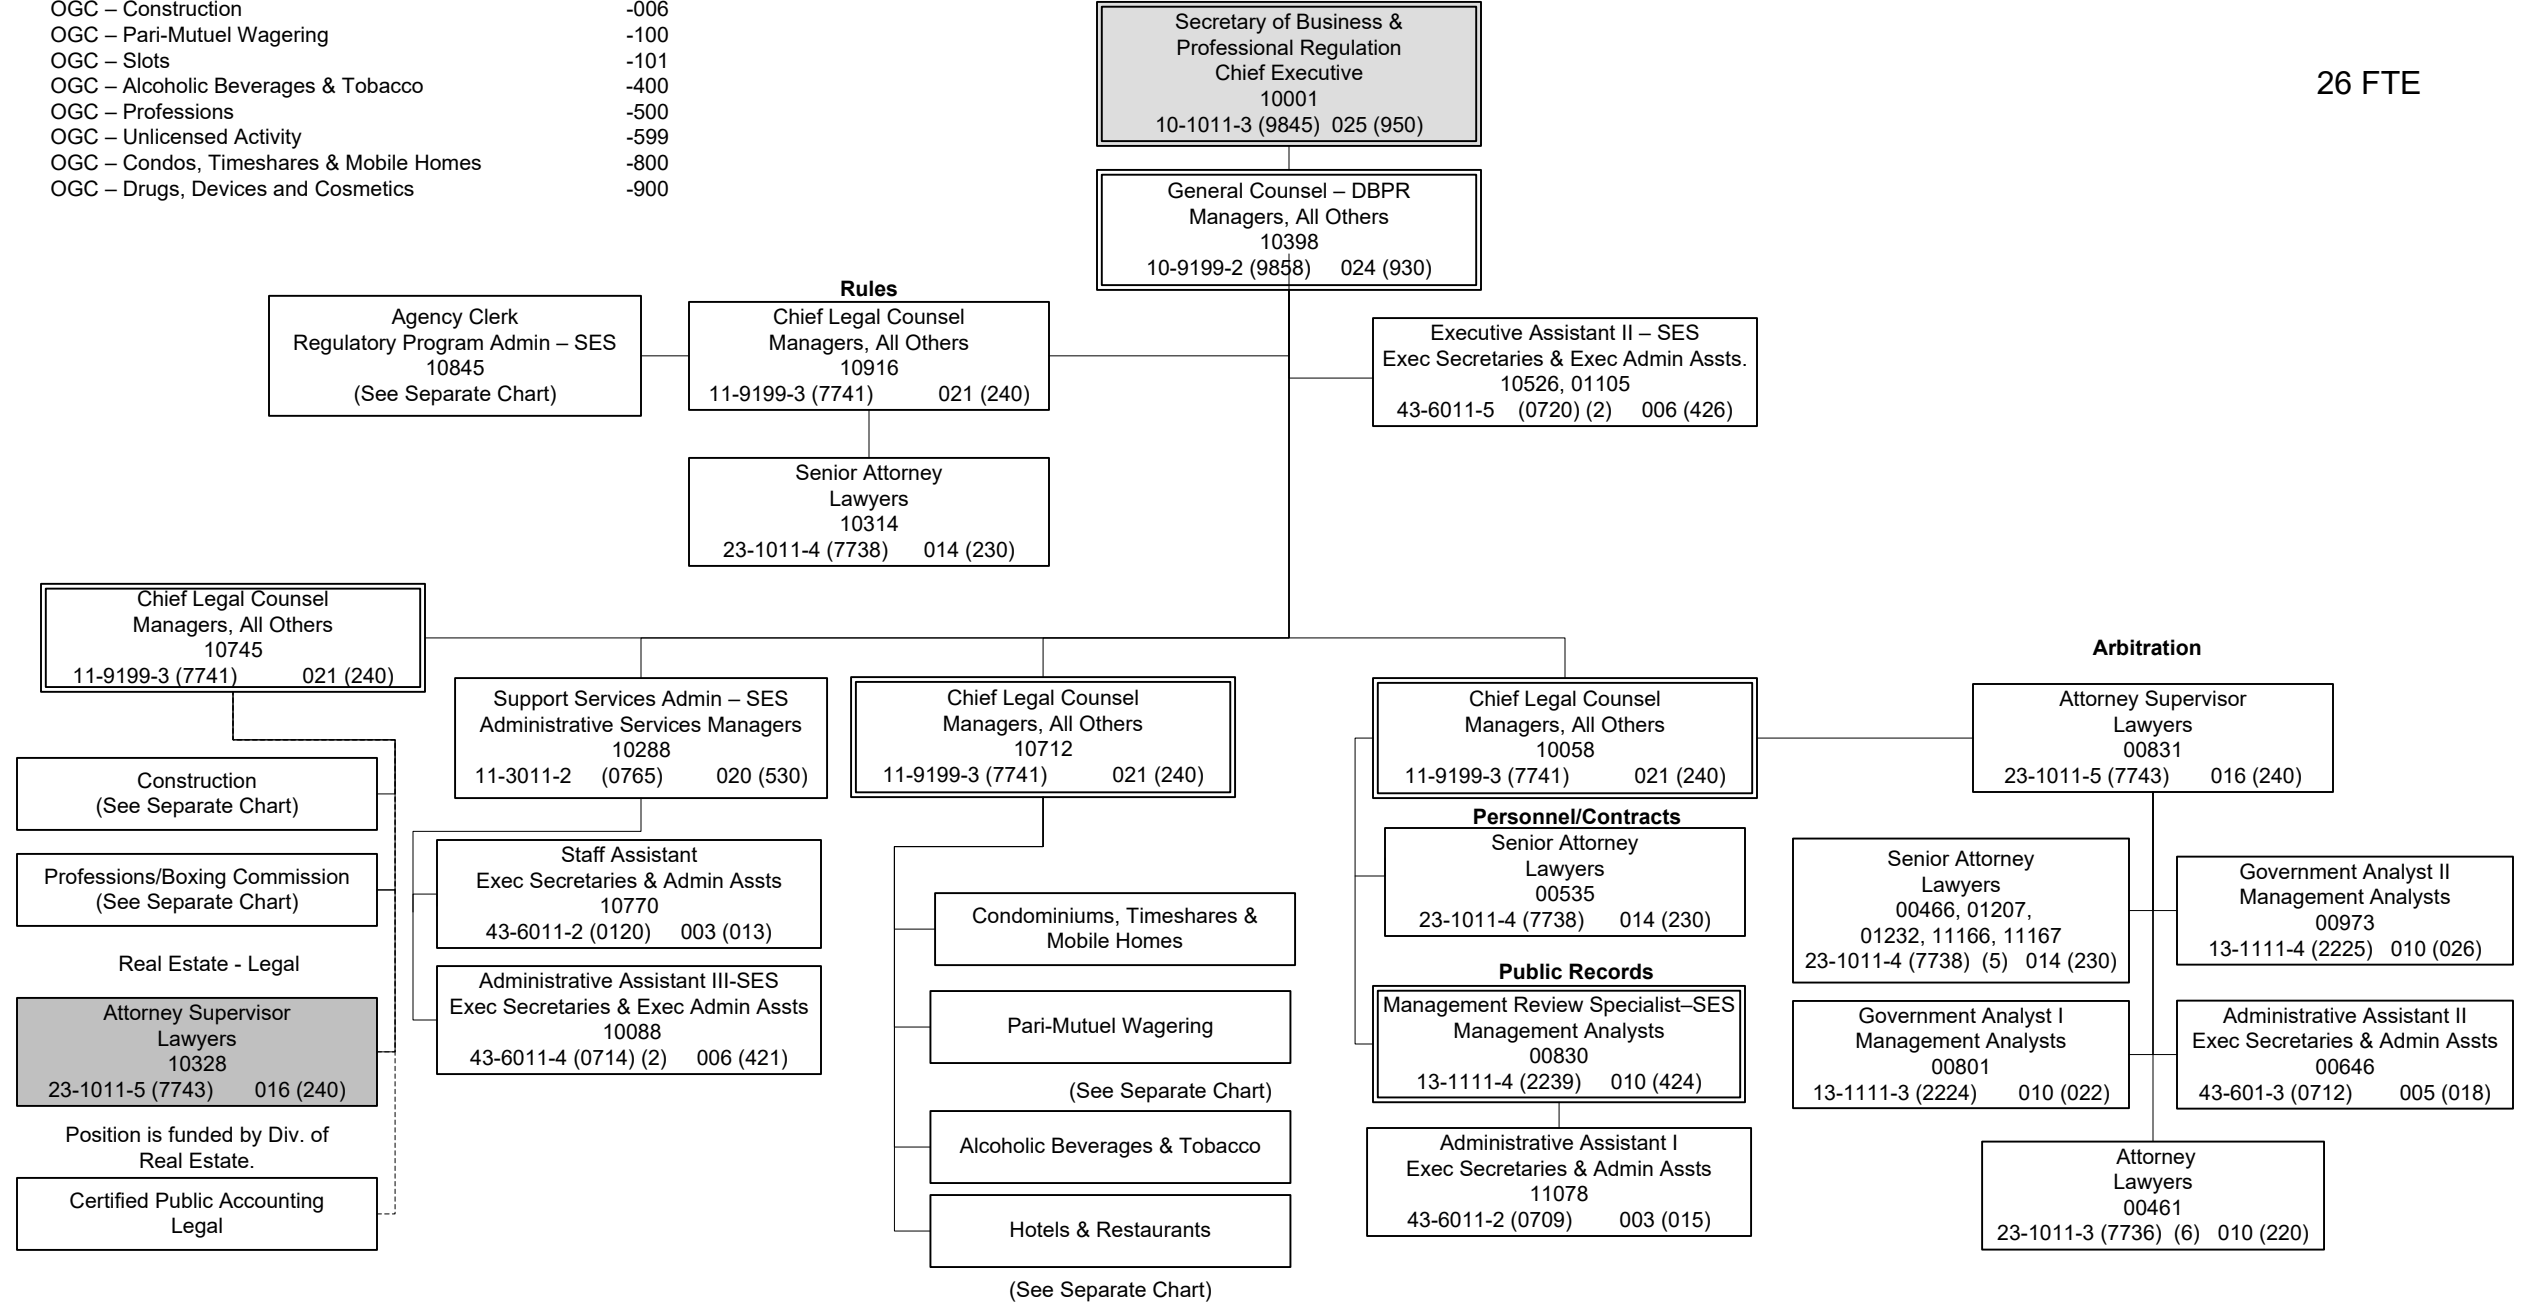 OGC – Construction -006
OGC – Pari-Mutuel Wagering -100
OGC – Slots -101
OGC – Alcoholic Beverages & Tobacco -400
OGC – Professions -500
OGC – Unlicensed Activity -599
OGC – Condos, Timeshares & Mobile Homes -800
OGC – Drugs, Devices and Cosmetics -900
Secretary of Business &
Professional Regulation
Chief Executive
10001
10-1011-3 (9845) 025 (950)
26 FTE
General Counsel – DBPR
Managers, All Others
10398
10-9199-2 (9858) 024 (930)
Agency Clerk
Regulatory Program Admin – SES
10845
(See Separate Chart)
Rules
Chief Legal Counsel
Managers, All Others
10916
11-9199-3 (7741) 021 (240)
Executive Assistant II – SES
Exec Secretaries & Exec Admin Assts.
10526, 01105
43-6011-5 (0720) (2) 006 (426)
Senior Attorney
Lawyers
10314
23-1011-4 (7738) 014 (230)
Chief Legal Counsel
Managers, All Others
10745
11-9199-3 (7741) 021 (240)
Construction
(See Separate Chart)
Professions/Boxing Commission
(See Separate Chart)
Real Estate - Legal
Attorney Supervisor
Lawyers
10328
23-1011-5 (7743) 016 (240)
Position is funded by Div. of
Real Estate.
Certified Public Accounting
Legal
Support Services Admin – SES
Administrative Services Managers
10288
11-3011-2 (0765) 020 (530)
Staff Assistant
Exec Secretaries & Admin Assts
10770
43-6011-2 (0120) 003 (013)
Administrative Assistant III-SES
Exec Secretaries & Exec Admin Assts
10088
43-6011-4 (0714) (2) 006 (421)
Chief Legal Counsel
Managers, All Others
10712
11-9199-3 (7741) 021 (240)
Condominiums, Timeshares &
Mobile Homes
Pari-Mutuel Wagering
(See Separate Chart)
Alcoholic Beverages & Tobacco
Hotels & Restaurants
(See Separate Chart)
Chief Legal Counsel
Managers, All Others
10058
11-9199-3 (7741) 021 (240)
Personnel/Contracts
Senior Attorney
Lawyers
00535
23-1011-4 (7738) 014 (230)
Public Records
Management Review Specialist–SES
Management Analysts
00830
13-1111-4 (2239) 010 (424)
Administrative Assistant I
Exec Secretaries & Admin Assts
11078
43-6011-2 (0709) 003 (015)
Arbitration
Attorney Supervisor
Lawyers
00831
23-1011-5 (7743) 016 (240)
Senior Attorney
Lawyers
00466, 01207,
01232, 11166, 11167
23-1011-4 (7738) (5) 014 (230)
Government Analyst II
Management Analysts
00973
13-1111-4 (2225) 010 (026)
Government Analyst I
Management Analysts
00801
13-1111-3 (2224) 010 (022)
Administrative Assistant II
Exec Secretaries & Admin Assts
00646
43-601-3 (0712) 005 (018)
Attorney
Lawyers
00461
23-1011-3 (7736) (6) 010 (220)